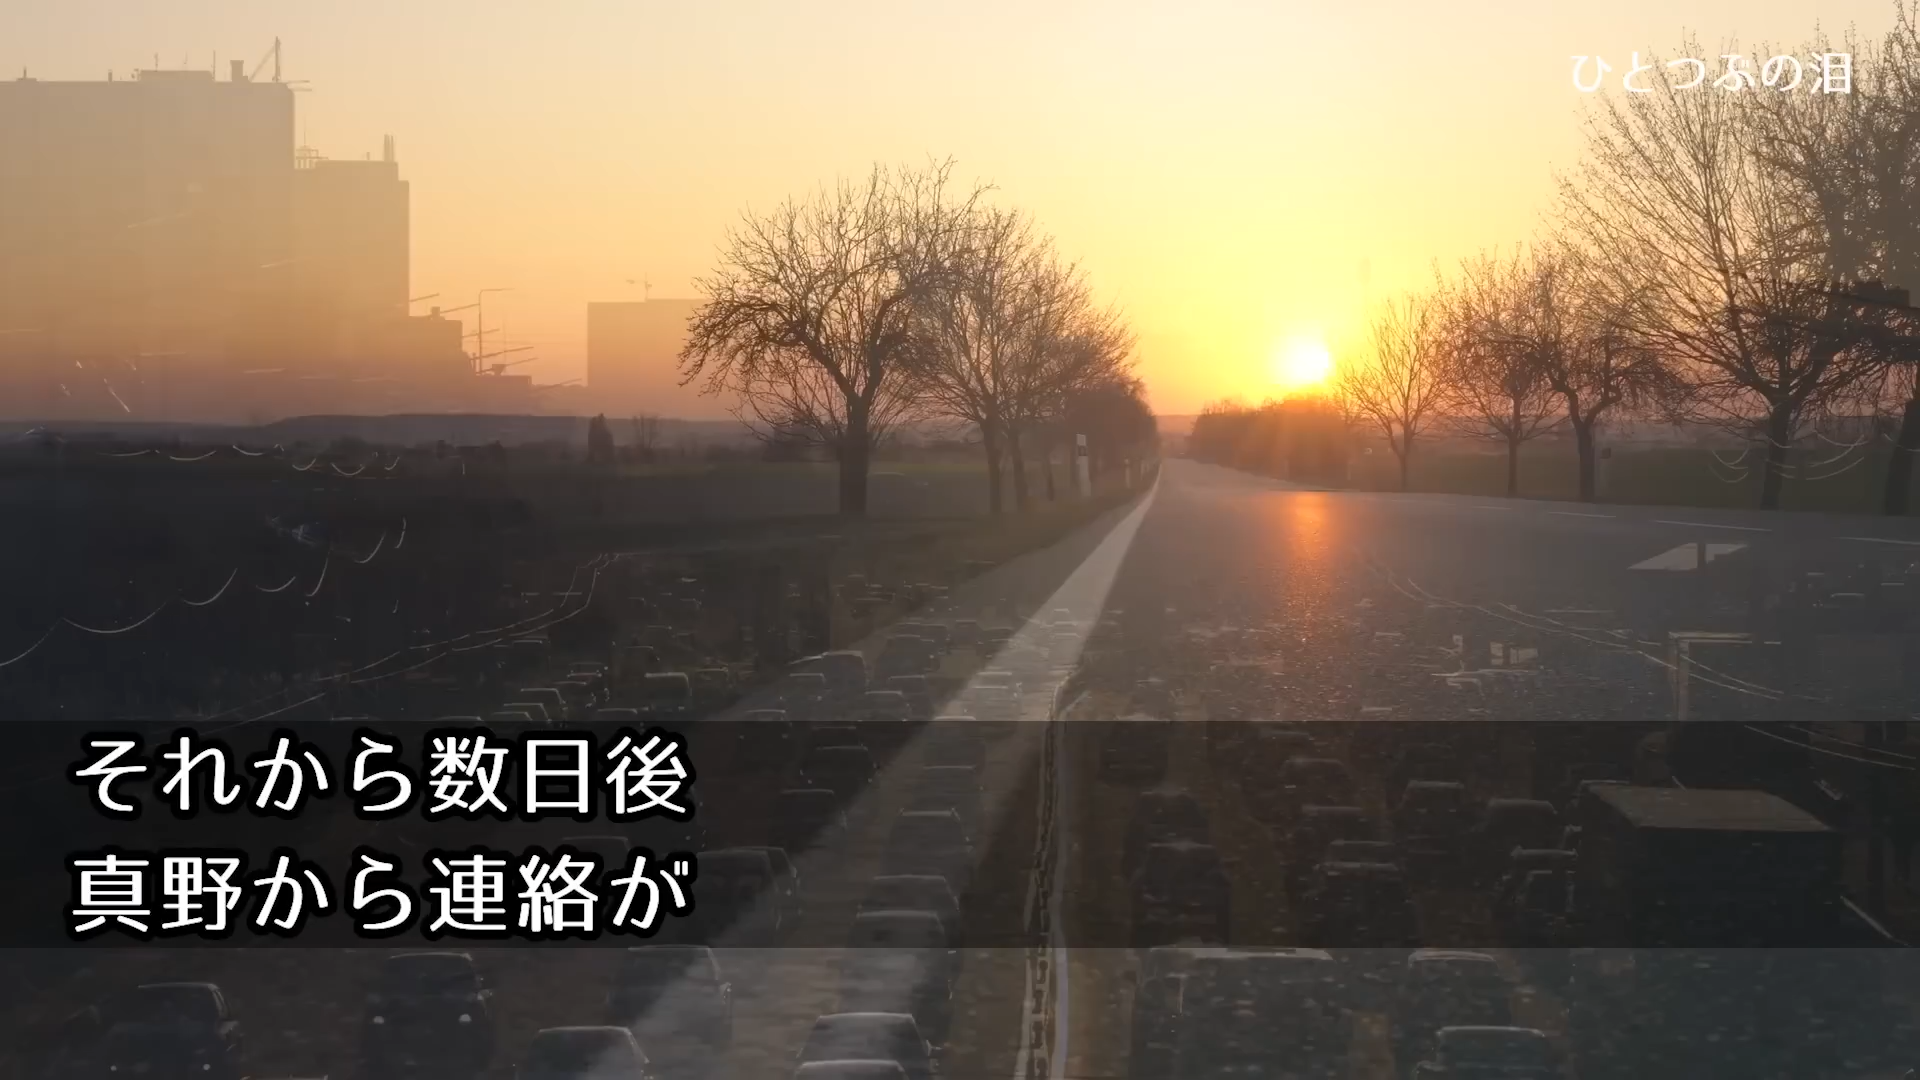 ひとつぶの泪
それから数日後
真野から連絡が